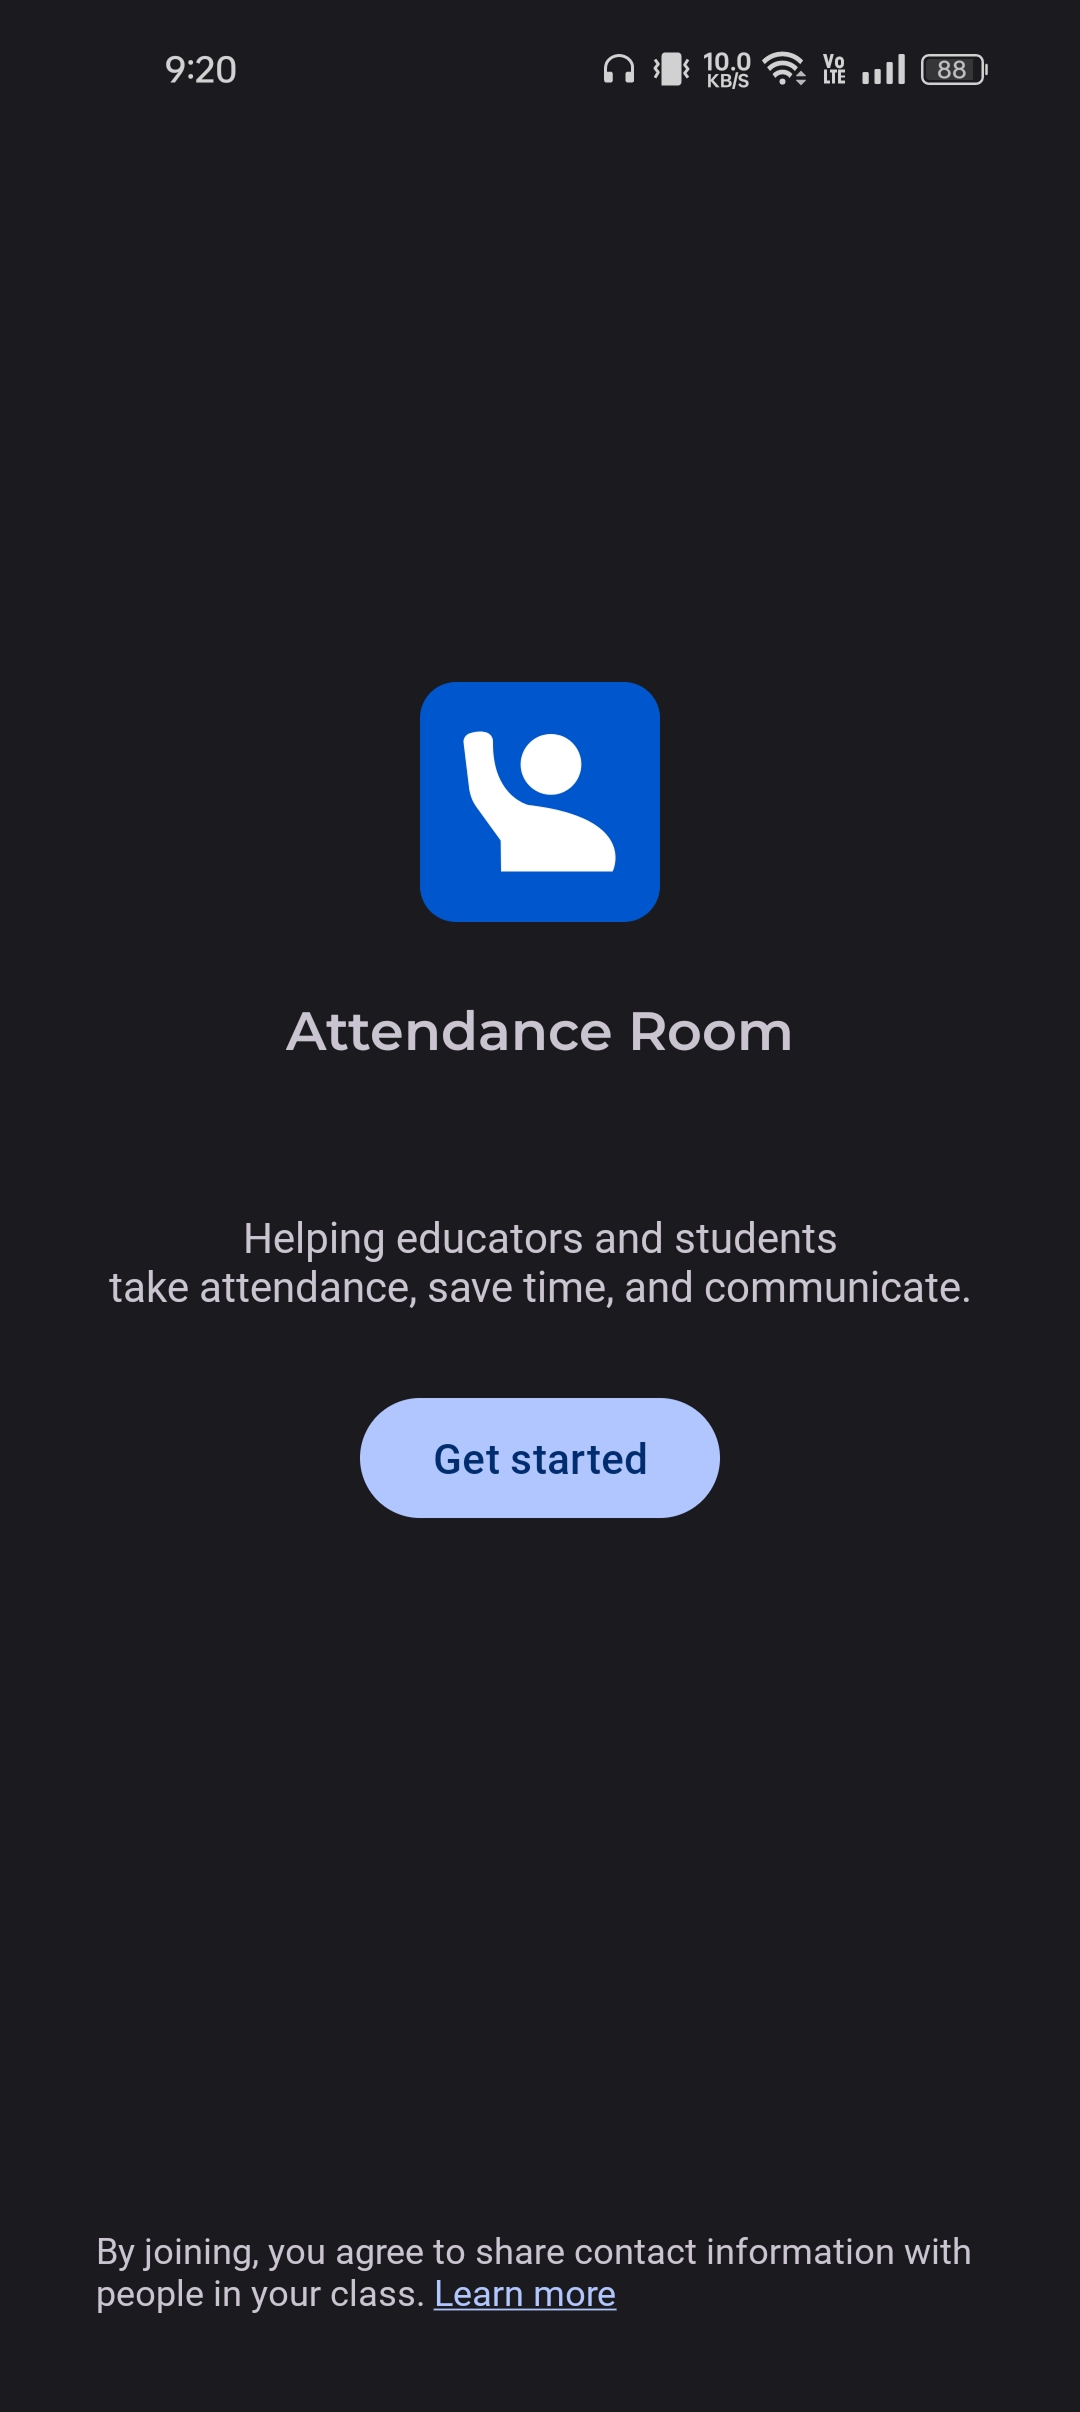 9:20
10.0
KB/S
Vo
LTE
88
Attendance Room
Helping educators and students
take attendance, save time, and communicate.
Get started
By joining, you agree to share contact information with
people in your class. Learn more